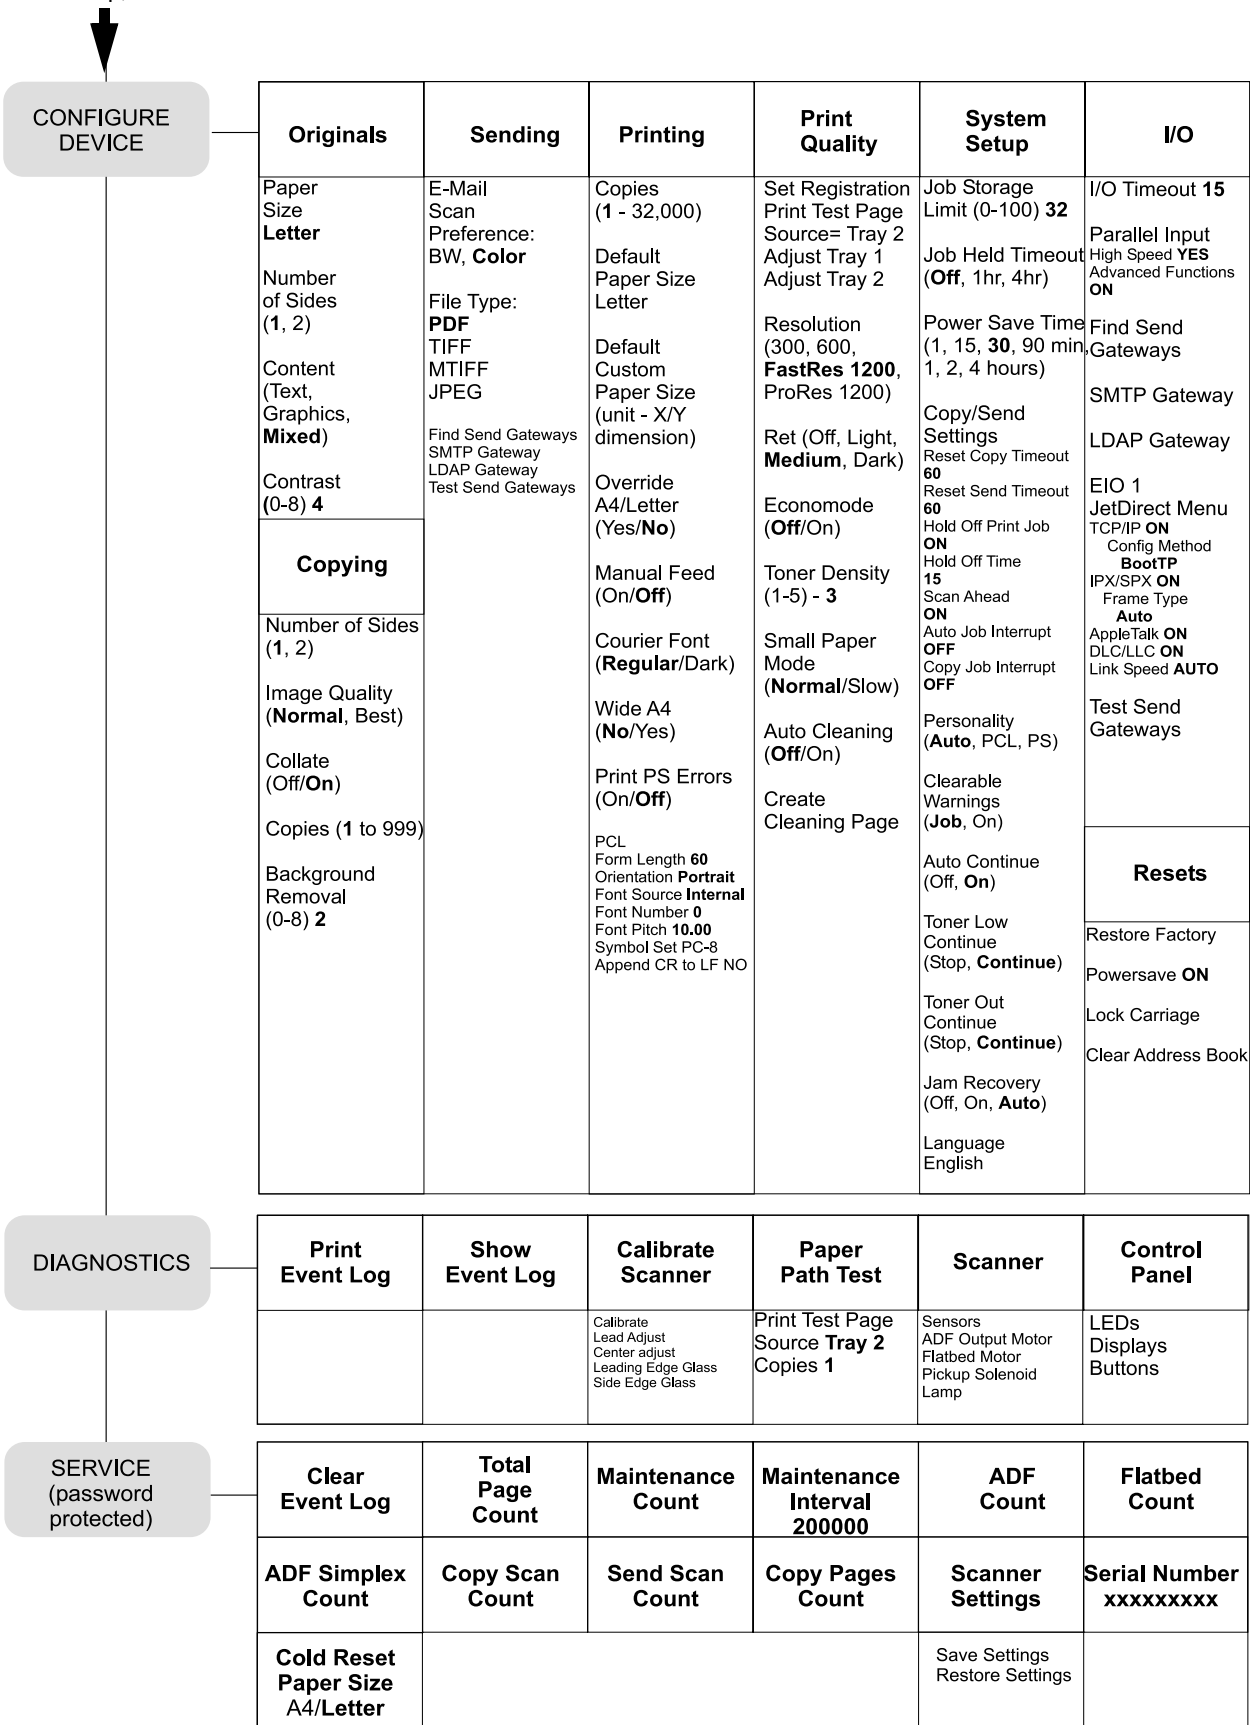 CONFIGURE
DEVICE
Originals
Paper
Size
Letter
Number
of Sides
(1, 2)
Content
(Text,
Graphics,
Mixed)
Contrast
(0-8) 4
Copying
Number of Sides
(1, 2)
Image Quality
(Normal, Best)
Collate
(Off/On)
Copies (1 to 999)
Background
Removal
(0-8) 2
Sending
E-Mail
Scan
Preference:
BW, Color
File Type:
PDF
TIFF
MTIFF
JPEG
Find Send Gateways
SMTP Gateway
LDAP Gateway
Test Send Gateways
Printing
Copies
(1 - 32,000)
Default
Paper Size
Letter
Default
Custom
Paper Size
(unit - X/Y
dimension)
Override
A4/Letter
(Yes/No)
Manual Feed
(On/Off)
Courier Font
(Regular/Dark)
Wide A4
(No/Yes)
Print PS Errors
(On/Off)
PCL
Form Length 60
Orientation Portrait
Font Source Internal
Font Number 0
Font Pitch 10.00
Symbol Set PC-8
Append CR to LF NO
Print
Quality
Set Registration
Print Test Page
Source= Tray 2
Adjust Tray 1
Adjust Tray 2
Resolution
(300, 600,
FastRes 1200,
ProRes 1200)
Ret (Off, Light,
Medium, Dark)
Economode
(Off/On)
Toner Density
(1-5) - 3
Small Paper
Mode
(Normal/Slow)
Auto Cleaning
(Off/On)
Create
Cleaning Page
System
Setup
Job Storage
Limit (0-100) 32
Job Held Timeout
(Off, 1hr, 4hr)
Power Save Time
(1, 15, 30, 90 min,
1, 2, 4 hours)
Copy/Send
Settings
Reset Copy Timeout
60
Reset Send Timeout
60
Hold Off Print Job
ON
Hold Off Time
15
Scan Ahead
ON
Auto Job Interrupt
OFF
Copy Job Interrupt
OFF
Personality
(Auto, PCL, PS)
Clearable
Warnings
(Job, On)
Auto Continue
(Off, On)
Toner Low
Continue
(Stop, Continue)
Toner Out
Continue
(Stop, Continue)
Jam Recovery
(Off, On, Auto)
Language
English
I/O
I/O Timeout 15
Parallel Input
High Speed YES
Advanced Functions
ON
Find Send
Gateways
SMTP Gateway
LDAP Gateway
EIO 1
JetDirect Menu
TCP/IP ON
Config Method
BootTP
IPX/SPX ON
Frame Type
Auto
AppleTalk ON
DLC/LLC ON
Link Speed AUTO
Test Send
Gateways
Resets
Restore Factory
Powersave ON
Lock Carriage
Clear Address Book
DIAGNOSTICS
Print
Event Log
Show
Event Log
Calibrate
Scanner
Calibrate
Lead Adjust
Center adjust
Leading Edge Glass
Side Edge Glass
Paper
Path Test
Print Test Page
Source Tray 2
Copies 1
Scanner
Sensors
ADF Output Motor
Flatbed Motor
Pickup Solenoid
Lamp
Control
Panel
LEDs
Displays
Buttons
SERVICE
(password
protected)
Clear
Event Log
Total
Page
Count
Maintenance
Count
Maintenance
Interval
200000
ADF
Count
Flatbed
Count
ADF Simplex
Count
Copy Scan
Count
Send Scan
Count
Copy Pages
Count
Scanner
Settings
Serial Number
xxxxxxxxx
Cold Reset
Paper Size
A4/Letter
Save Settings
Restore Settings